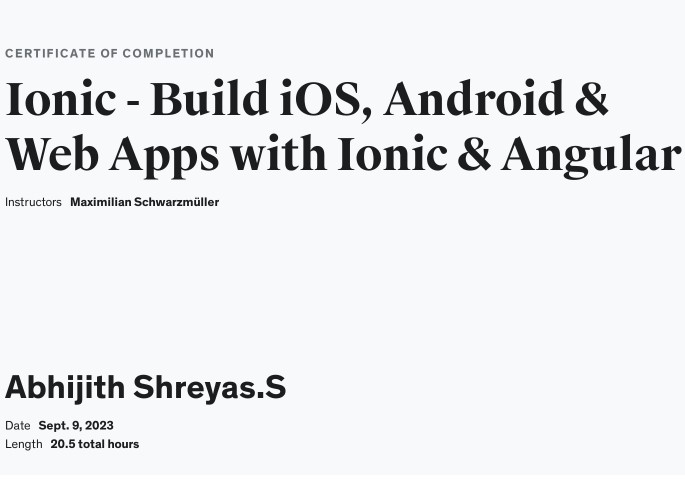 CERTIFICATE OF COMPLETION
Ionic - Build iOS, Android &
Web Apps with Ionic & Angular
Instructors Maximilian Schwarzmüller
Abhijith Shreyas.S
Date Sept. 9, 2023
Length 20.5 total hours